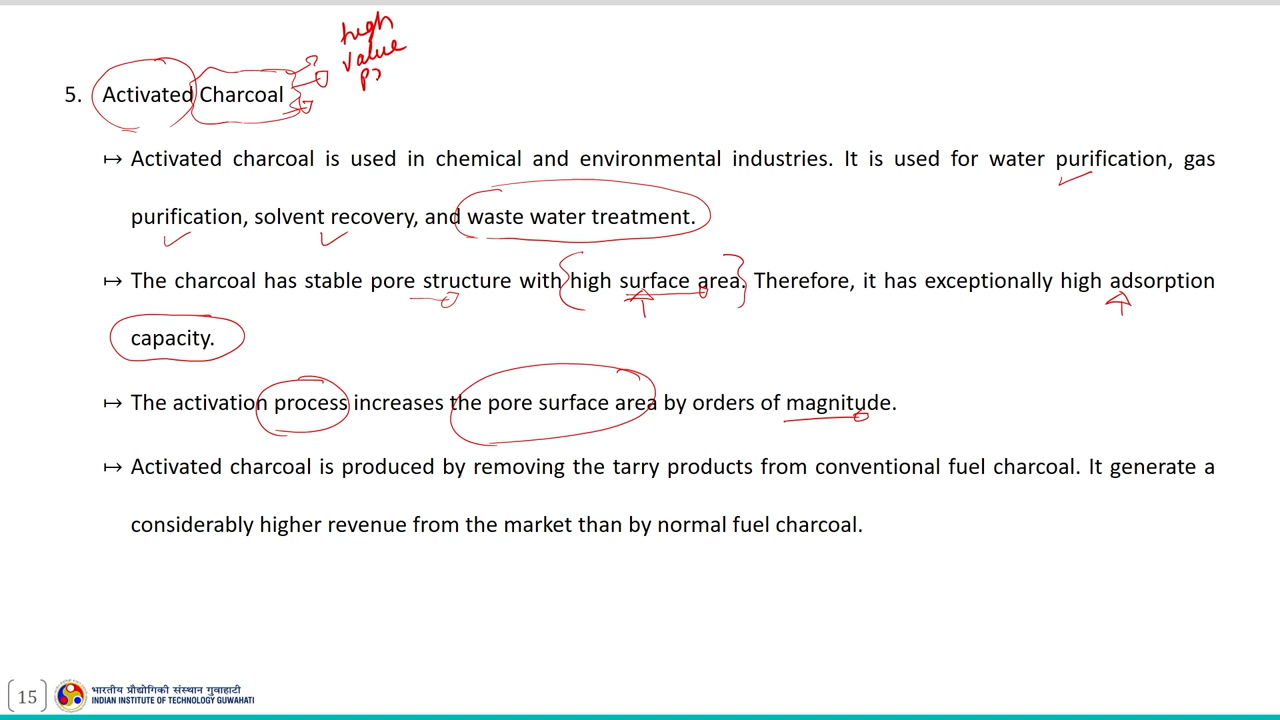 high
value
5. Activated Charcoal
↦ Activated charcoal is used in chemical and environmental industries. It is used for water purification, gas
purification, solvent recovery, and waste water treatment.
↦ The charcoal has stable pore structure with high surface area. Therefore, it has exceptionally high adsorption
capacity.
↦ The activation process increases the pore surface area by orders of magnitude.
↦ Activated charcoal is produced by removing the tarry products from conventional fuel charcoal. It generate a
considerably higher revenue from the market than by normal fuel charcoal.
15
भारतीय प्रौद्योगिकी संस्थान गुवाहाटी
INDIAN INSTITUTE OF TECHNOLOGY GUWAHATI